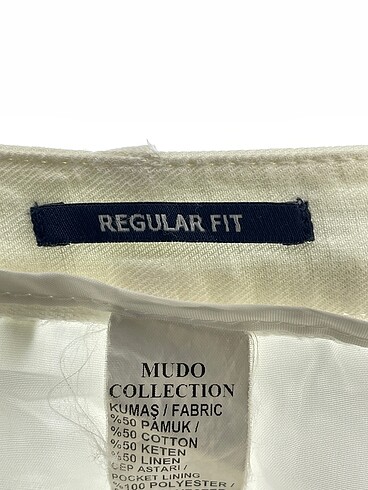 REGULAR FIT
MUDO
COLLECTION
KUMAŞ / FABRIC
%50 PAMUK /
%50 COTTON
%50 KETEN
%50 LINEN
CEP ASTARI /
POCKET LINING
%100 POLYESTER /